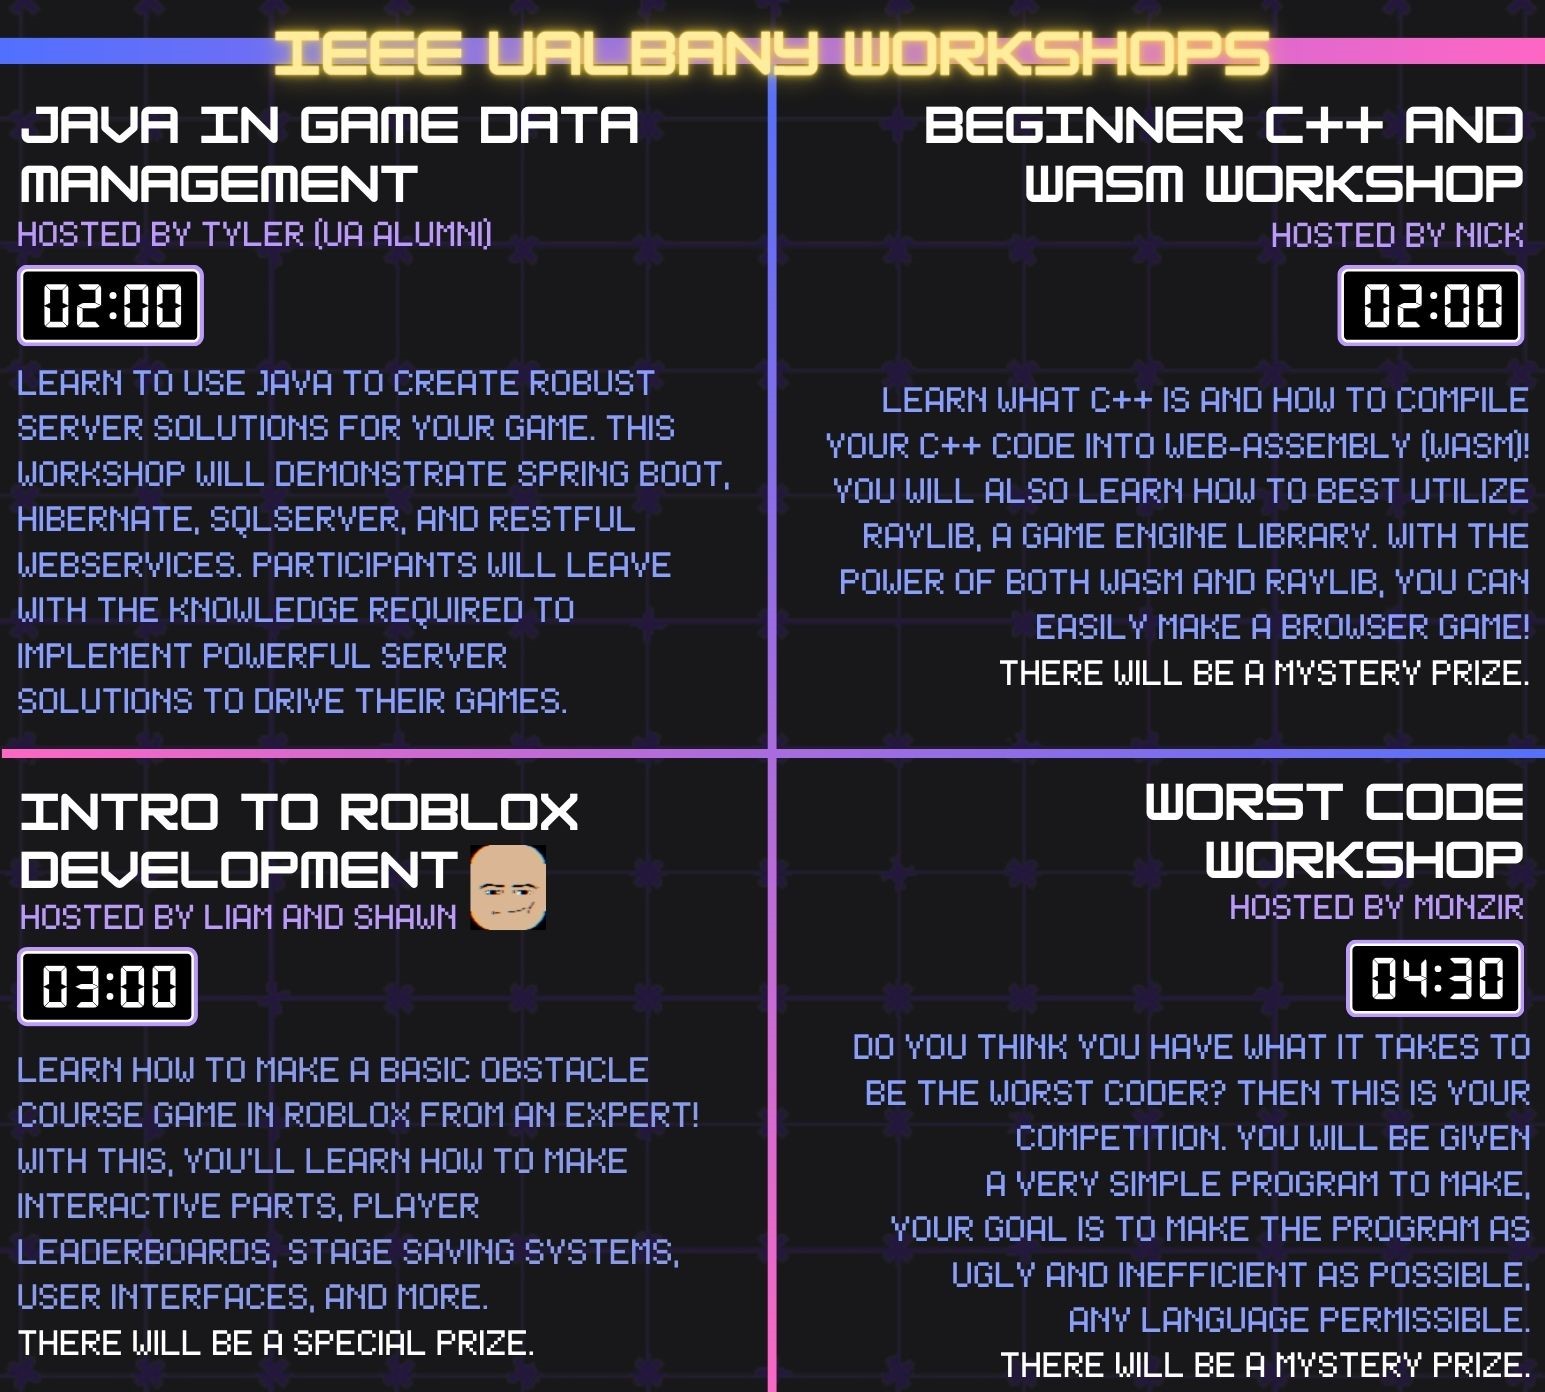 IEEE UALBANY WORKSHOPS
JAVA IN GAME DATA
MANAGEMENT
HOSTED BY TYLER (UA ALUMNI)
02:00
LEARN TO USE JAVA TO CREATE ROBUST
SERVER SOLUTIONS FOR YOUR GAME. THIS
WORKSHOP WILL DEMONSTRATE SPRING BOOT,
HIBERNATE, SQLSERVER, AND RESTFUL
WEBSERVICES. PARTICIPANTS WILL LEAVE
WITH THE KNOWLEDGE REQUIRED TO
IMPLEMENT POWERFUL SERVER
SOLUTIONS TO DRIVE THEIR GAMES.
BEGINNER C++ AND
WASM WORKSHOP
HOSTED BY NICK
02:00
LEARN WHAT C++ IS AND HOW TO COMPILE
YOUR C++ CODE INTO WEB-ASSEMBLY (WASM)!
YOU WILL ALSO LEARN HOW TO BEST UTILIZE
RAYLIB, A GAME ENGINE LIBRARY. WITH THE
POWER OF BOTH WASM AND RAYLIB, YOU CAN
EASILY MAKE A BROWSER GAME!
THERE WILL BE A MYSTERY PRIZE.
INTRO TO ROBLOX
DEVELOPMENT
HOSTED BY LIAM AND SHAWN
03:00
LEARN HOW TO MAKE A BASIC OBSTACLE
COURSE GAME IN ROBLOX FROM AN EXPERT!
WITH THIS, YOU'LL LEARN HOW TO MAKE
INTERACTIVE PARTS, PLAYER
LEADERBOARDS, STAGE SAVING SYSTEMS,
USER INTERFACES, AND MORE.
THERE WILL BE A SPECIAL PRIZE.
WORST CODE
WORKSHOP
HOSTED BY MONZIR
04:30
DO YOU THINK YOU HAVE WHAT IT TAKES TO
BE THE WORST CODER? THEN THIS IS YOUR
COMPETITION. YOU WILL BE GIVEN
A VERY SIMPLE PROGRAM TO MAKE,
YOUR GOAL IS TO MAKE THE PROGRAM AS
UGLY AND INEFFICIENT AS POSSIBLE,
ANY LANGUAGE PERMISSIBLE.
THERE WILL BE A MYSTERY PRIZE.